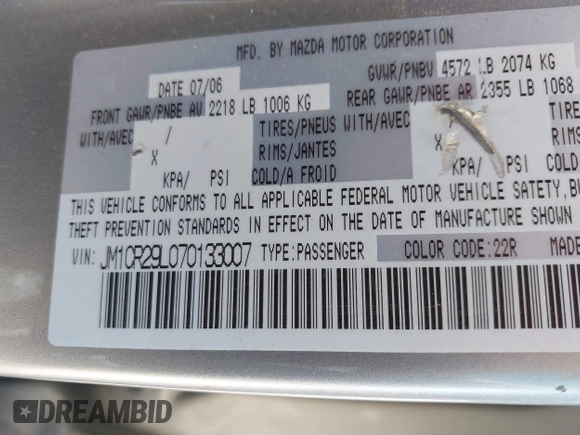 MFD. BY MAZDA MOTOR CORPORATION
DATE 07/06 GVWR/PNBV 4572 LB 2074 KG
FRONT GAWR/PNBE AV 2218 LB 1006 KG REAR GAWR/PNBE AR 2355 LB 1068
WITH/AVEC / TIRES/PNEUS WITH/AVEC TIRES/PNEUS
X RIMS/JANTES X RIMS/JANTES
KPA/ PSI COLD/A FROID KPA/ PSI COLD/A
THIS VEHICLE CONFORMS TO ALL APPLICABLE FEDERAL MOTOR VEHICLE SAFETY, B
THEFT PREVENTION STANDARDS IN EFFECT ON THE DATE OF MANUFACTURE SHOWN
VIN: JM1CR29L070133007 TYPE:PASSENGER COLOR CODE:22R MADE
DREAMBID